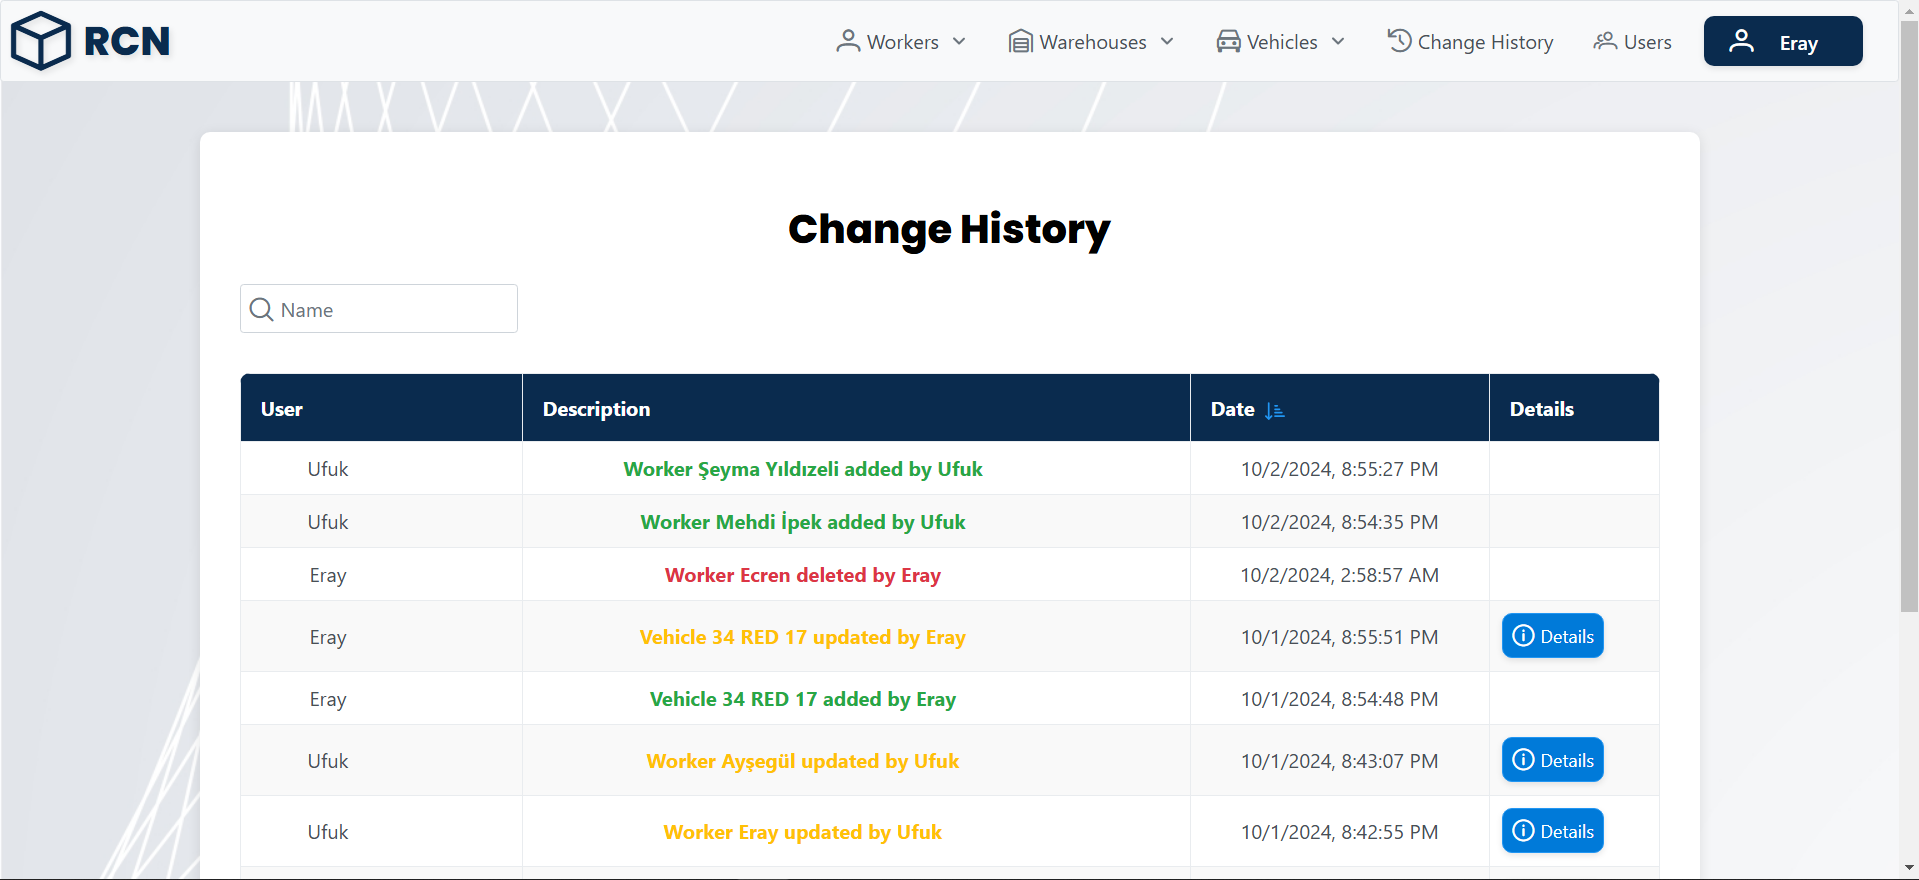 RCN
Workers Warehouses Vehicles Change History Users Eray
Change History
Name
User Description Date Details
Ufuk Worker Şeyma Yıldızeli added by Ufuk 10/2/2024, 8:55:27 PM
Ufuk Worker Mehdi İpek added by Ufuk 10/2/2024, 8:54:35 PM
Eray Worker Ecren deleted by Eray 10/2/2024, 2:58:57 AM
Eray Vehicle 34 RED 17 updated by Eray 10/1/2024, 8:55:51 PM Details
Eray Vehicle 34 RED 17 added by Eray 10/1/2024, 8:54:48 PM
Ufuk Worker Ayşegül updated by Ufuk 10/1/2024, 8:43:07 PM Details
Ufuk Worker Eray updated by Ufuk 10/1/2024, 8:42:55 PM Details